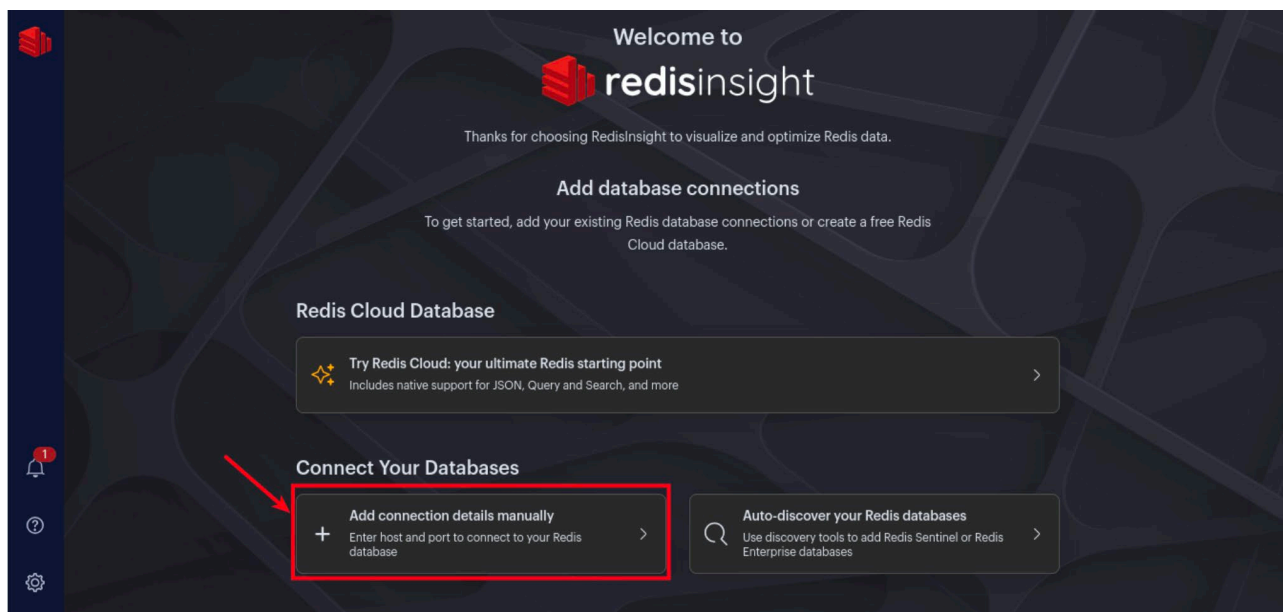 Welcome to
redisinsight
Thanks for choosing RedisInsight to visualize and optimize Redis data.
Add database connections
To get started, add your existing Redis database connections or create a free Redis
Cloud database.
Redis Cloud Database
Try Redis Cloud: your ultimate Redis starting point
Includes native support for JSON, Query and Search, and more
1
Connect Your Databases
Add connection details manually
Enter host and port to connect to your Redis
database
Auto-discover your Redis databases
Use discovery tools to add Redis Sentinel or Redis
Enterprise databases